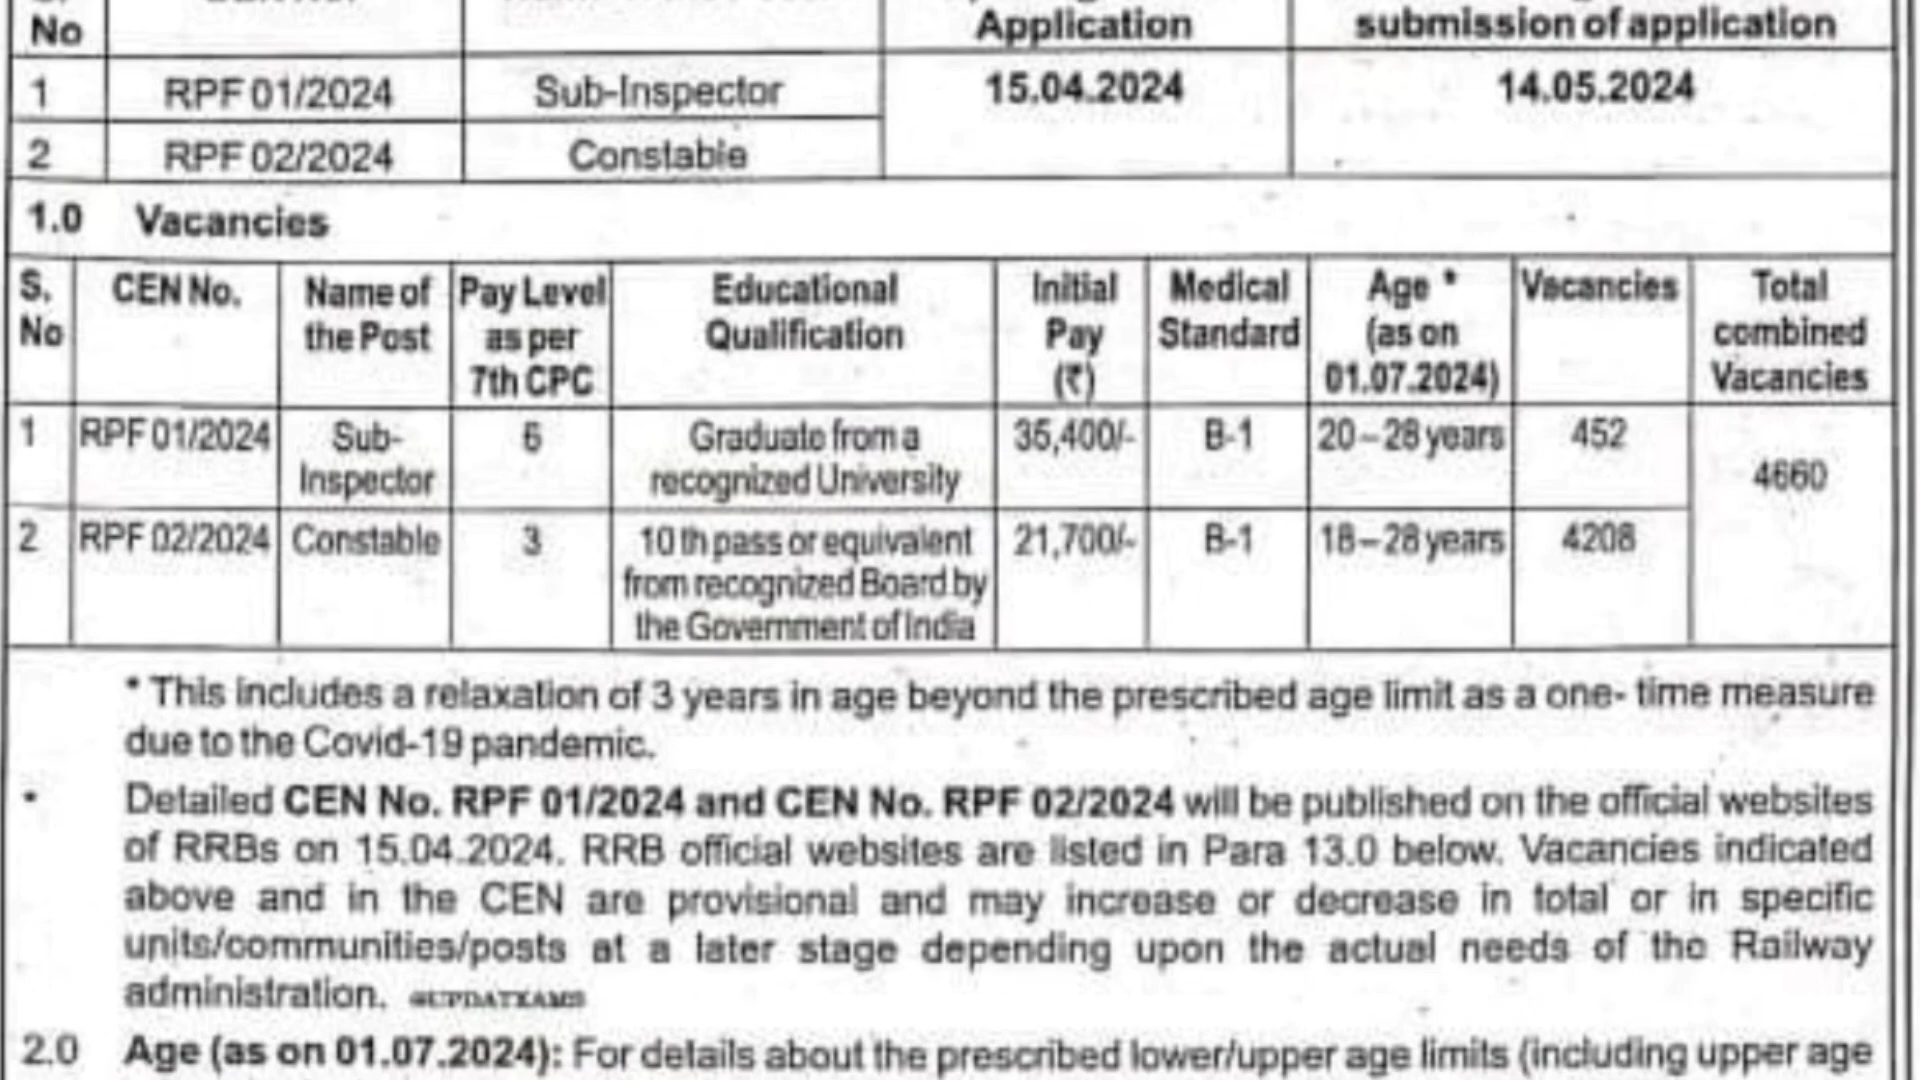 No
Application
submission of application
1 RPF 01/2024 Sub-Inspector 15.04.2024 14.05.2024
2 RPF 02/2024 Constable
1.0 Vacancies
S. No CEN No. Name of the Post Pay Level as per 7th CPC Educational Qualification Initial Pay (₹) Medical Standard Age * (as on 01.07.2024) Vacancies Total combined Vacancies
1 RPF 01/2024 Sub-Inspector 6 Graduate from a recognized University 35,400/- B-1 20–28 years 452 4660
2 RPF 02/2024 Constable 3 10 th pass or equivalent from recognized Board by the Government of India 21,700/- B-1 18–28 years 4208
* This includes a relaxation of 3 years in age beyond the prescribed age limit as a one- time measure
due to the Covid-19 pandemic.
• Detailed CEN No. RPF 01/2024 and CEN No. RPF 02/2024 will be published on the official websites
of RRBs on 15.04.2024. RRB official websites are listed in Para 13.0 below. Vacancies indicated
above and in the CEN are provisional and may increase or decrease in total or in specific
units/communities/posts at a later stage depending upon the actual needs of the Railway
administration. @UPDATXAMS
2.0 Age (as on 01.07.2024): For details about the prescribed lower/upper age limits (including upper age